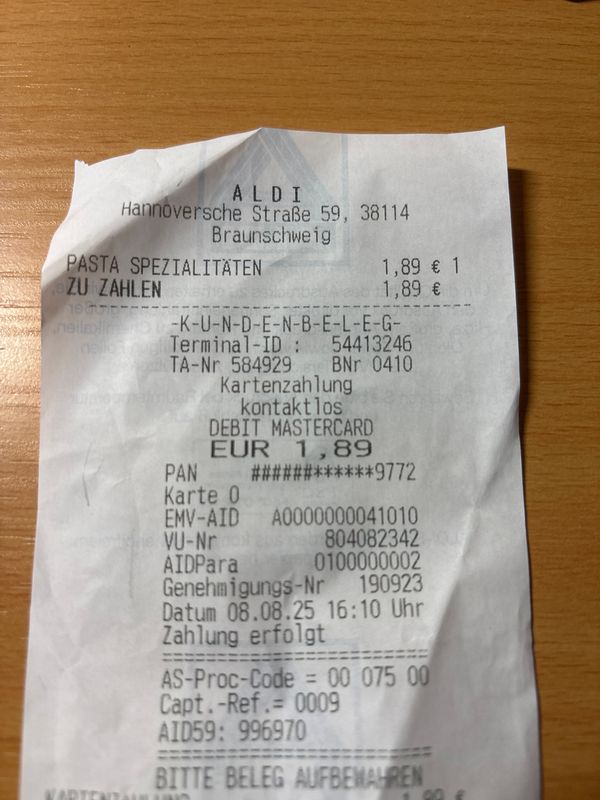 ALDI
Hannoversche Straße 59, 38114
Braunschweig
PASTA SPEZIALITÄTEN 1,89 € 1
ZU ZAHLEN 1,89 €
-K-U-N-D-E-N-B-E-L-E-G-
Terminal-ID : 54413246
TA-Nr 584929 BNr 0410
Kartenzahlung
kontaktlos
DEBIT MASTERCARD
EUR 1,89
PAN ######******9772
Karte 0
EMV-AID A0000000041010
VU-Nr 804082342
AIDPara 0100000002
Genehmigungs-Nr 190923
Datum 08.08.25 16:10 Uhr
Zahlung erfolgt
AS-Proc-Code = 00 075 00
Capt.-Ref.= 0009
AID59: 996970
BITTE BELEG AUFBEWAHREN
KARTENZAHLUNG 1,89 €